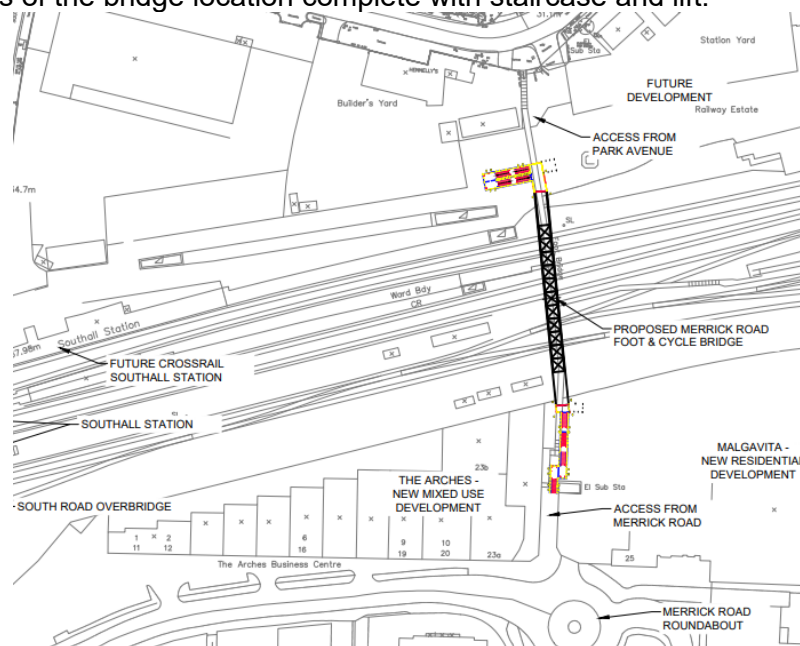 s of the bridge location complete with staircase and lift.
Sub Sta
Station Yard
HENNELLY'S
FUTURE
DEVELOPMENT
Builder's Yard
Railway Estate
ACCESS FROM
PARK AVENUE
SL
Foot Bridge
Ward Bdy
CR
Southall Station
PROPOSED MERRICK ROAD
FOOT & CYCLE BRIDGE
FUTURE CROSSRAIL
SOUTHALL STATION
SOUTHALL STATION
MALGAVITA -
NEW RESIDENTIAL
DEVELOPMENT
23b
THE ARCHES -
NEW MIXED USE
DEVELOPMENT
El Sub Sta
SOUTH ROAD OVERBRIDGE
ACCESS FROM
MERRICK ROAD
1 2 6 9 10
11 12 16 19 20 23a
25
The Arches Business Centre
MERRICK ROAD
ROUNDABOUT